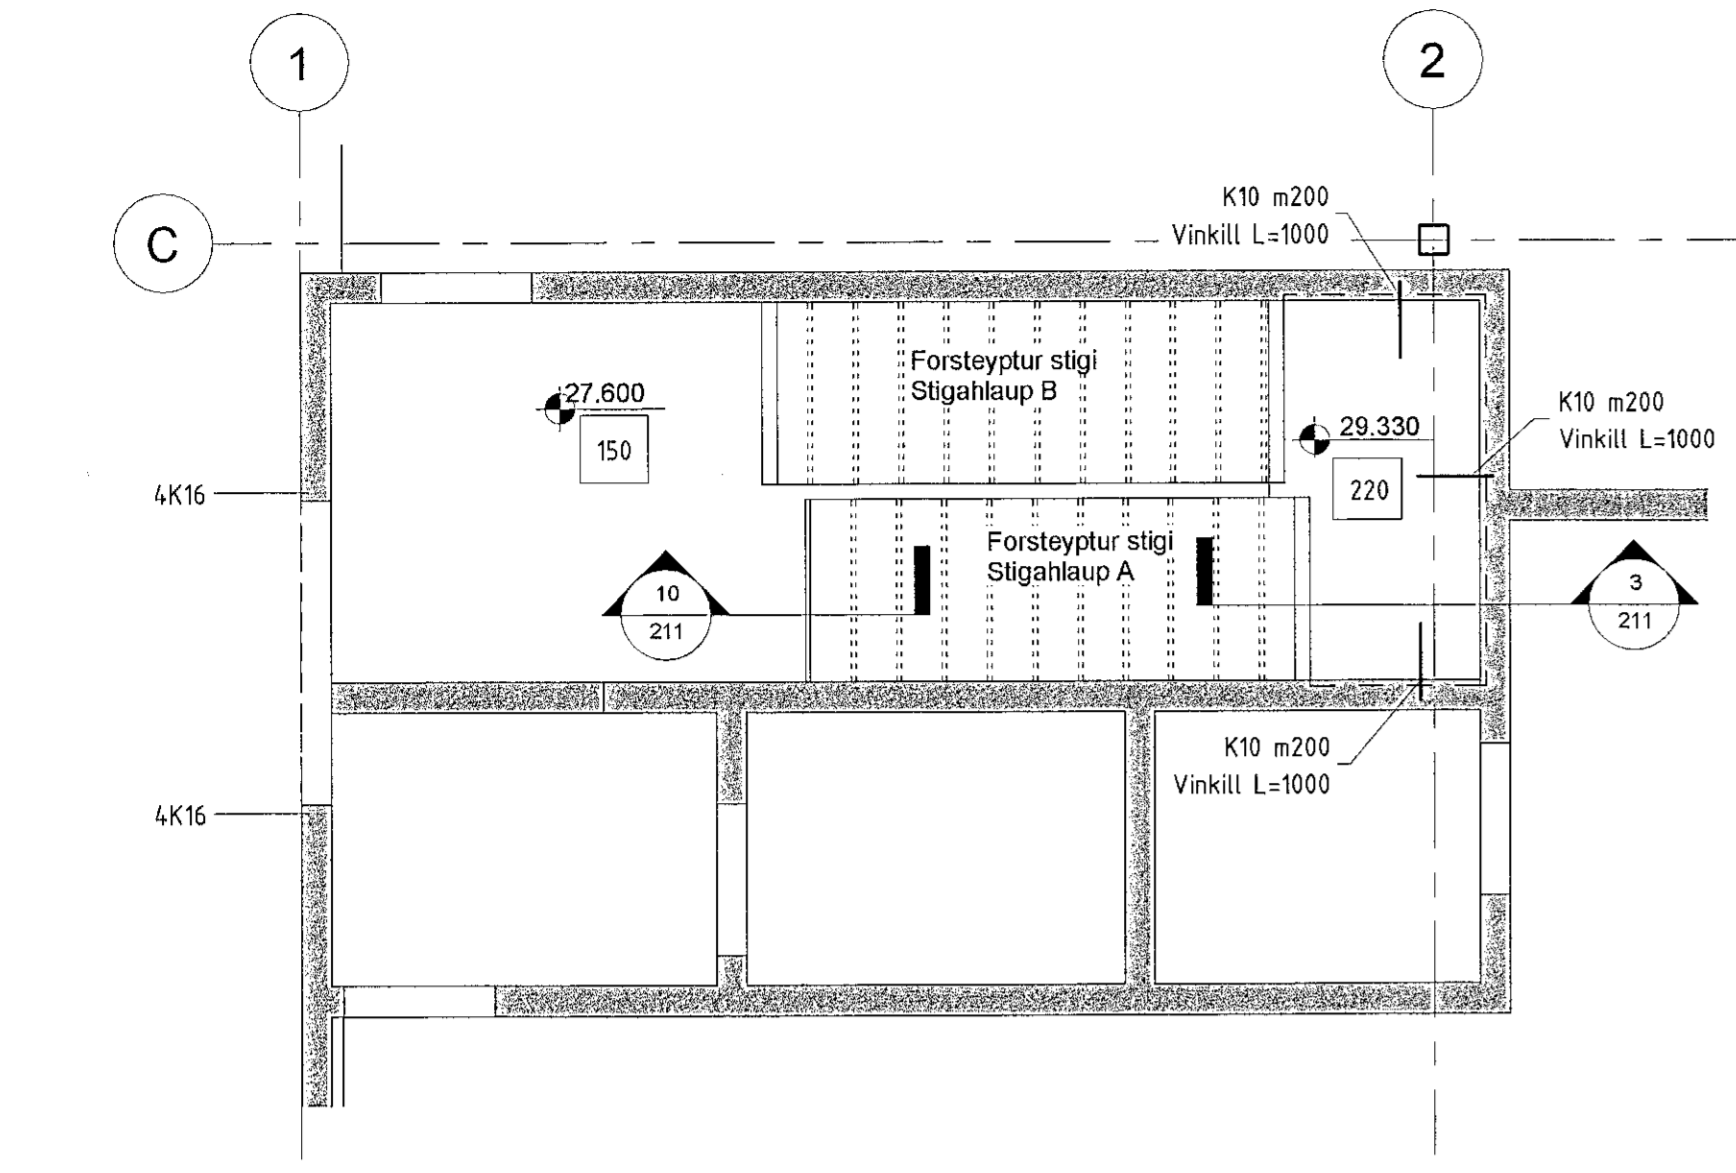 1
2
C
K10 m200
Vinkill L=1000
Forsteyptur stigi
Stigahlaup B
27.600
150
K10 m200
Vinkill L=1000
29.330
220
4K16
Forsteyptur stigi
Stigahlaup A
10
211
3
211
K10 m200
Vinkill L=1000
4K16